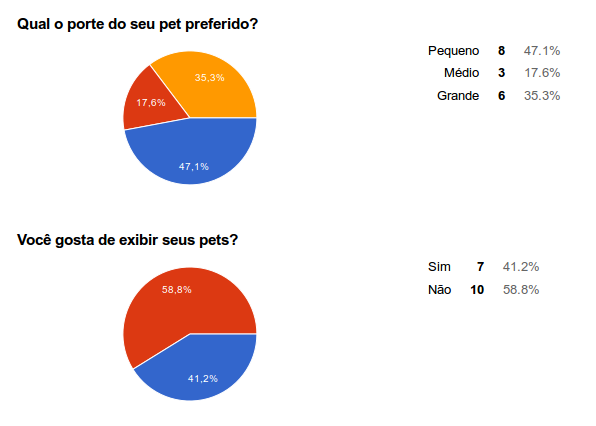 Qual o porte do seu pet preferido?
35,3%
17,6%
47,1%
Pequeno 8 47.1%
Médio 3 17.6%
Grande 6 35.3%
Você gosta de exibir seus pets?
58,8%
41,2%
Sim 7 41.2%
Não 10 58.8%